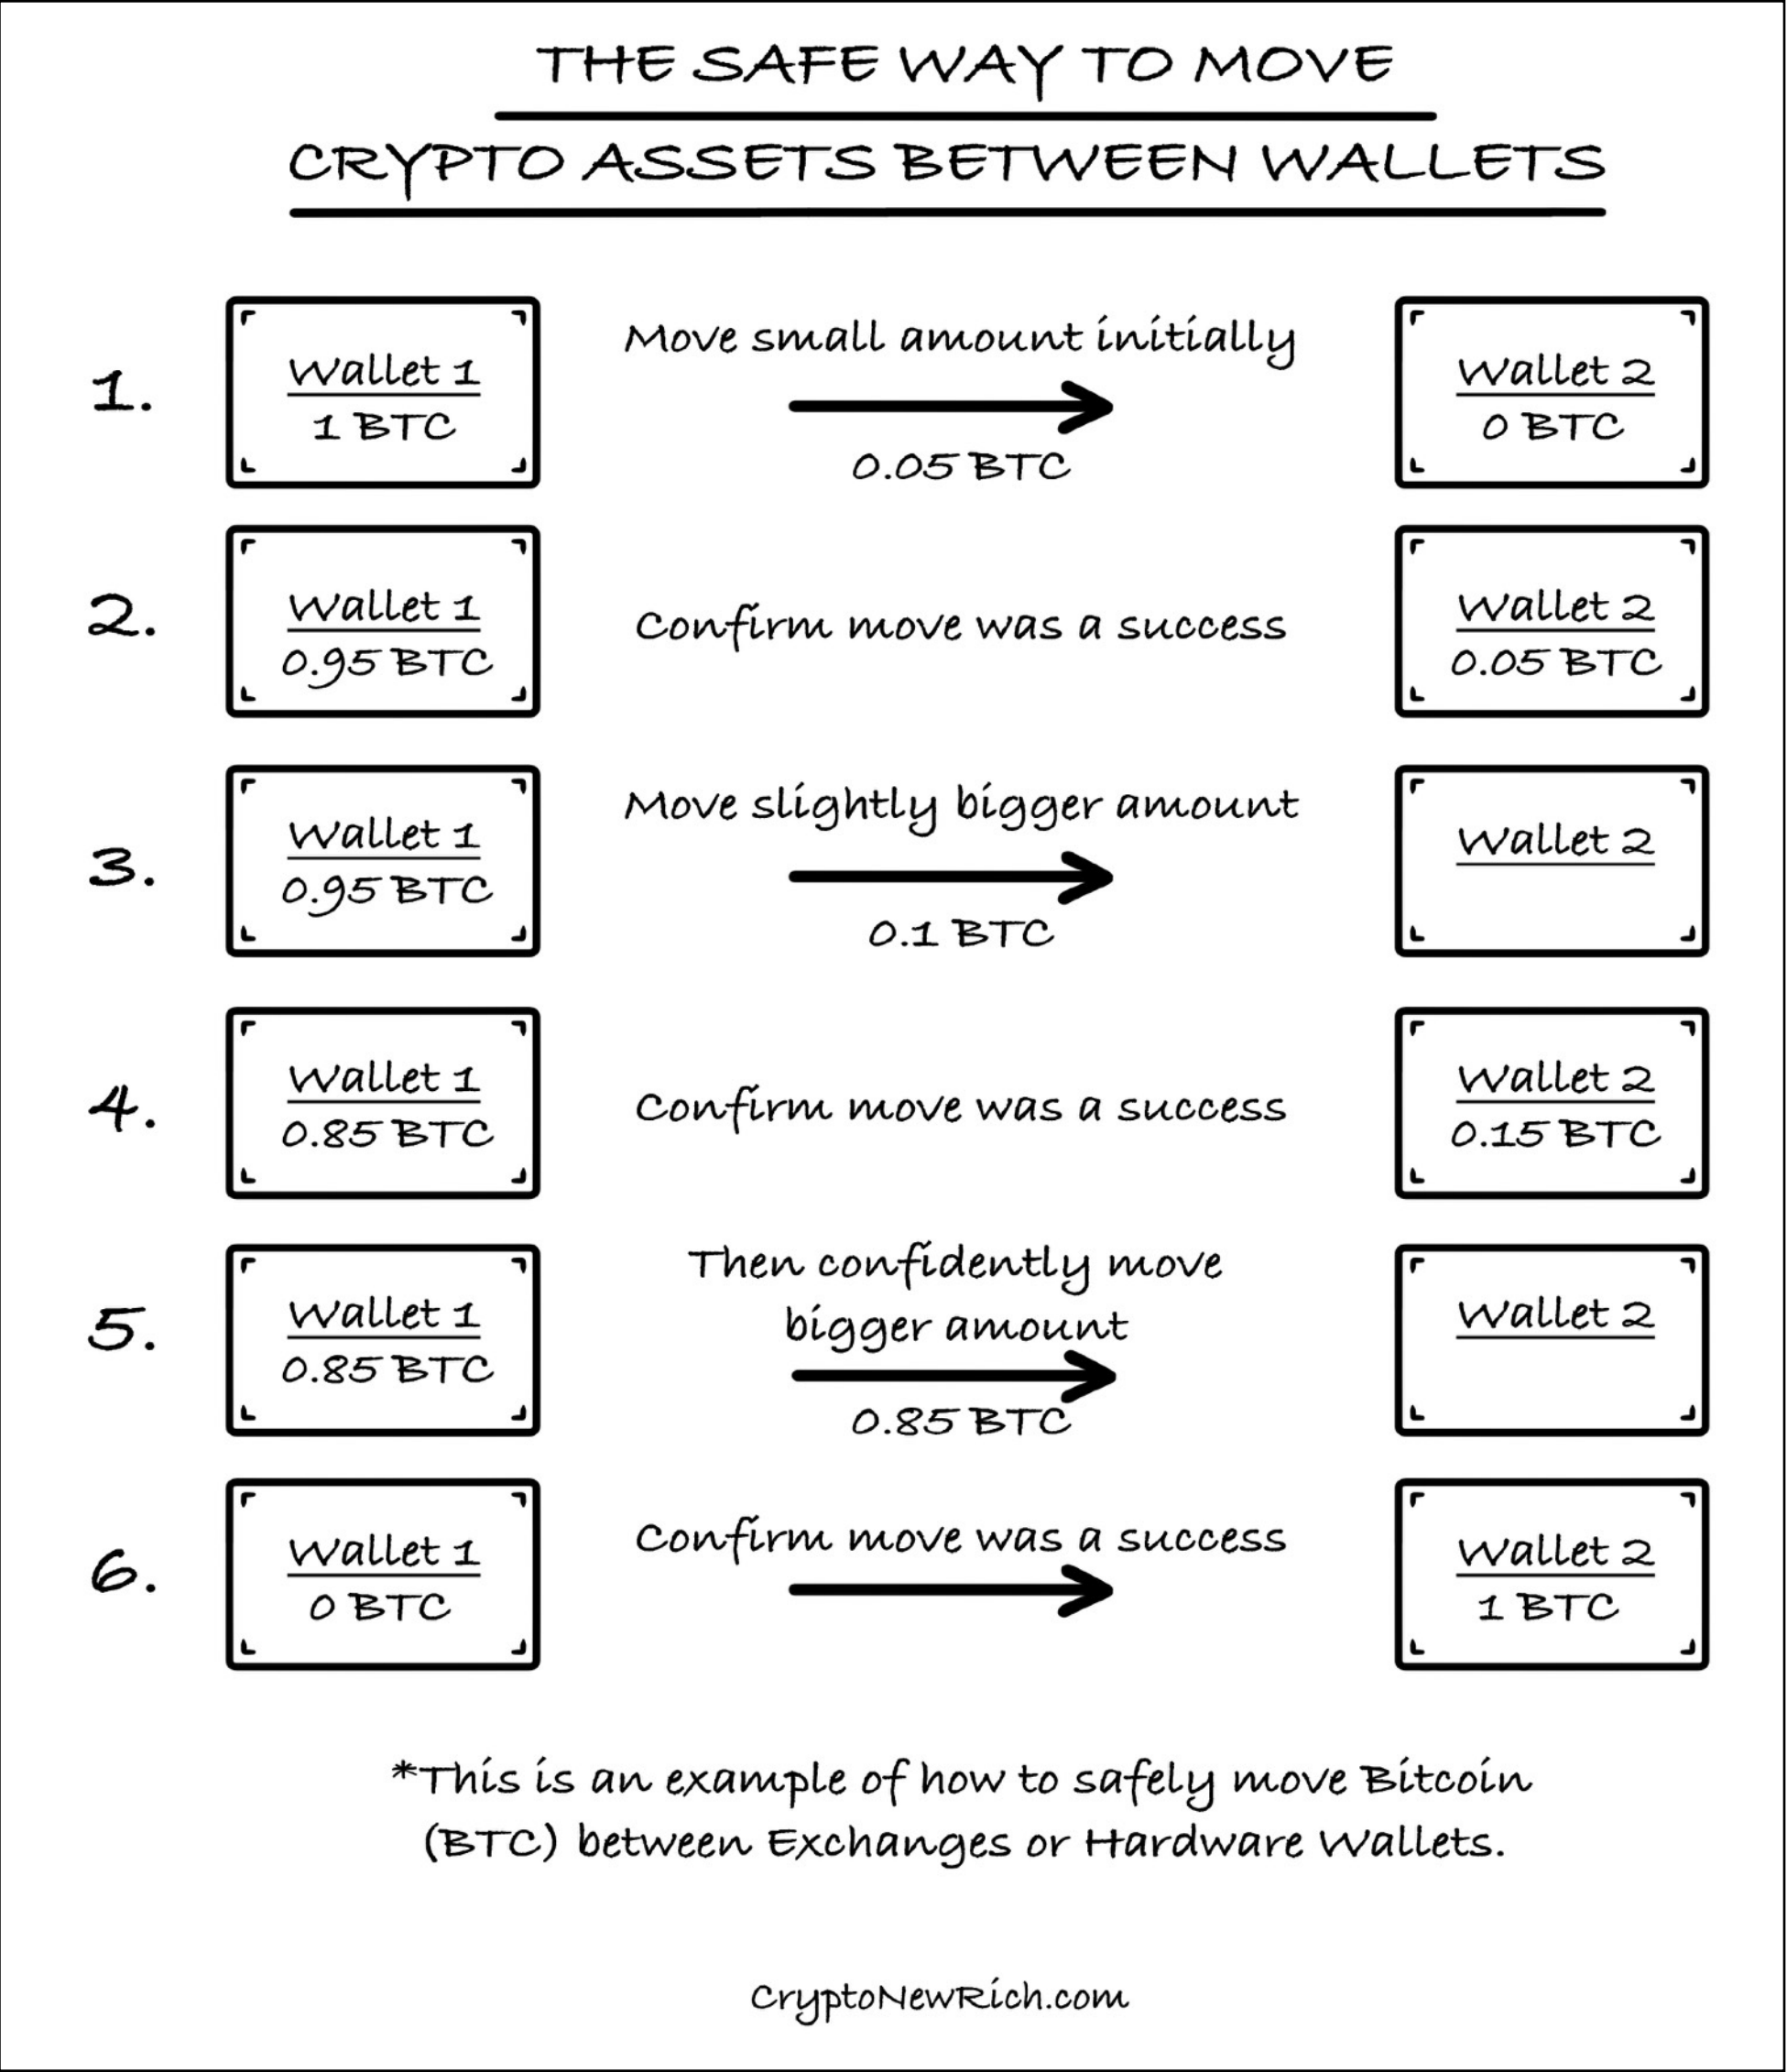 THE SAFE WAY TO MOVE
CRYPTO ASSETS BETWEEN WALLETS
1.
Wallet 1
1 BTC
Move small amount initially
0.05 BTC
Wallet 2
0 BTC
2.
Wallet 1
0.95 BTC
Confirm move was a success
Wallet 2
0.05 BTC
3.
Wallet 1
0.95 BTC
Move slightly bigger amount
0.1 BTC
Wallet 2
4.
Wallet 1
0.85 BTC
Confirm move was a success
Wallet 2
0.15 BTC
5.
Wallet 1
0.85 BTC
Then confidently move
bigger amount
0.85 BTC
Wallet 2
6.
Wallet 1
0 BTC
Confirm move was a success
Wallet 2
1 BTC
*This is an example of how to safely move Bitcoin
(BTC) between Exchanges or Hardware Wallets.
CryptoNewRich.com